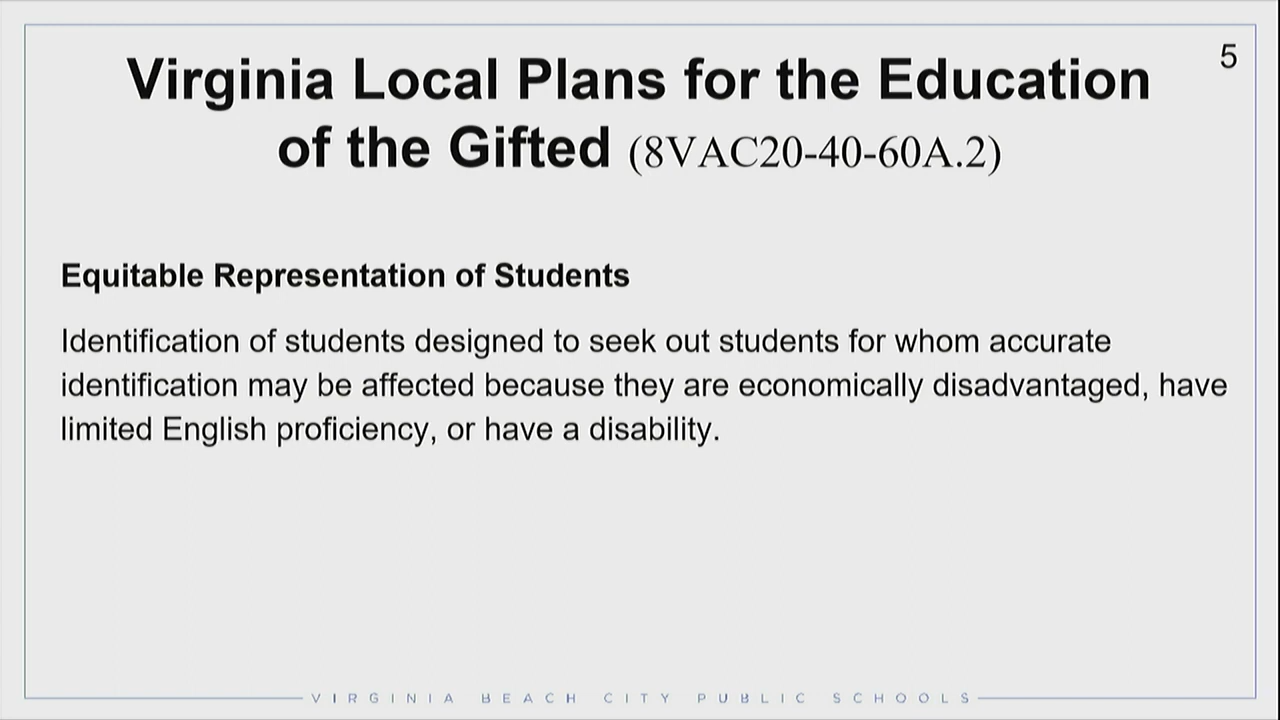 5
Virginia Local Plans for the Education
of the Gifted (8VAC20-40-60A.2)
Equitable Representation of Students
Identification of students designed to seek out students for whom accurate
identification may be affected because they are economically disadvantaged, have
limited English proficiency, or have a disability.
VIRGINIA BEACH CITY PUBLIC SCHOOLS